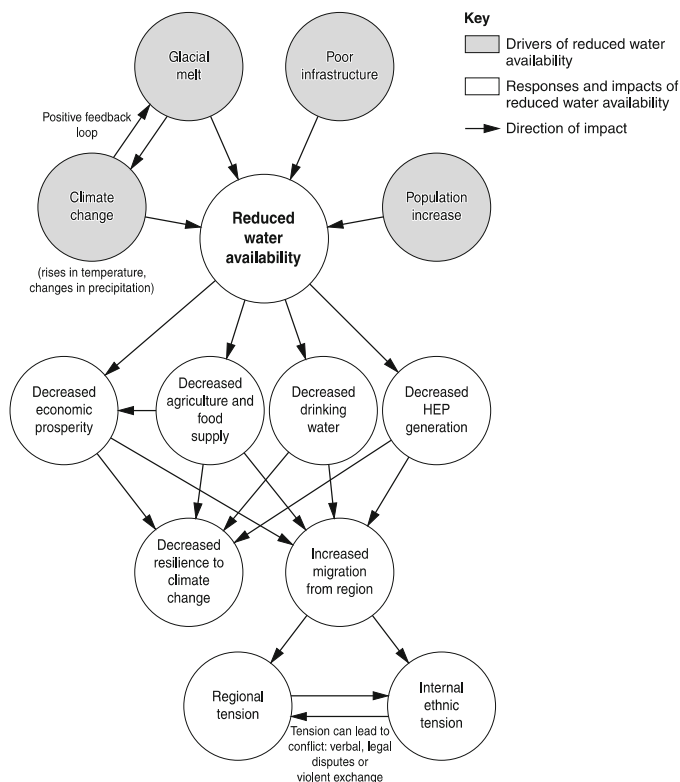 Key
Drivers of reduced water
availability
Responses and impacts of
reduced water availability
Direction of impact
Glacial
melt
Poor
infrastructure
Positive feedback
loop
Climate
change
(rises in temperature,
changes in precipitation)
Reduced
water
availability
Population
increase
Decreased
economic
prosperity
Decreased
agriculture and
food
supply
Decreased
drinking
water
Decreased
HEP
generation
Decreased
resilience to
climate
change
Increased
migration
from region
Regional
tension
Internal
ethnic
tension
Tension can lead to
conflict: verbal, legal
disputes or
violent exchange